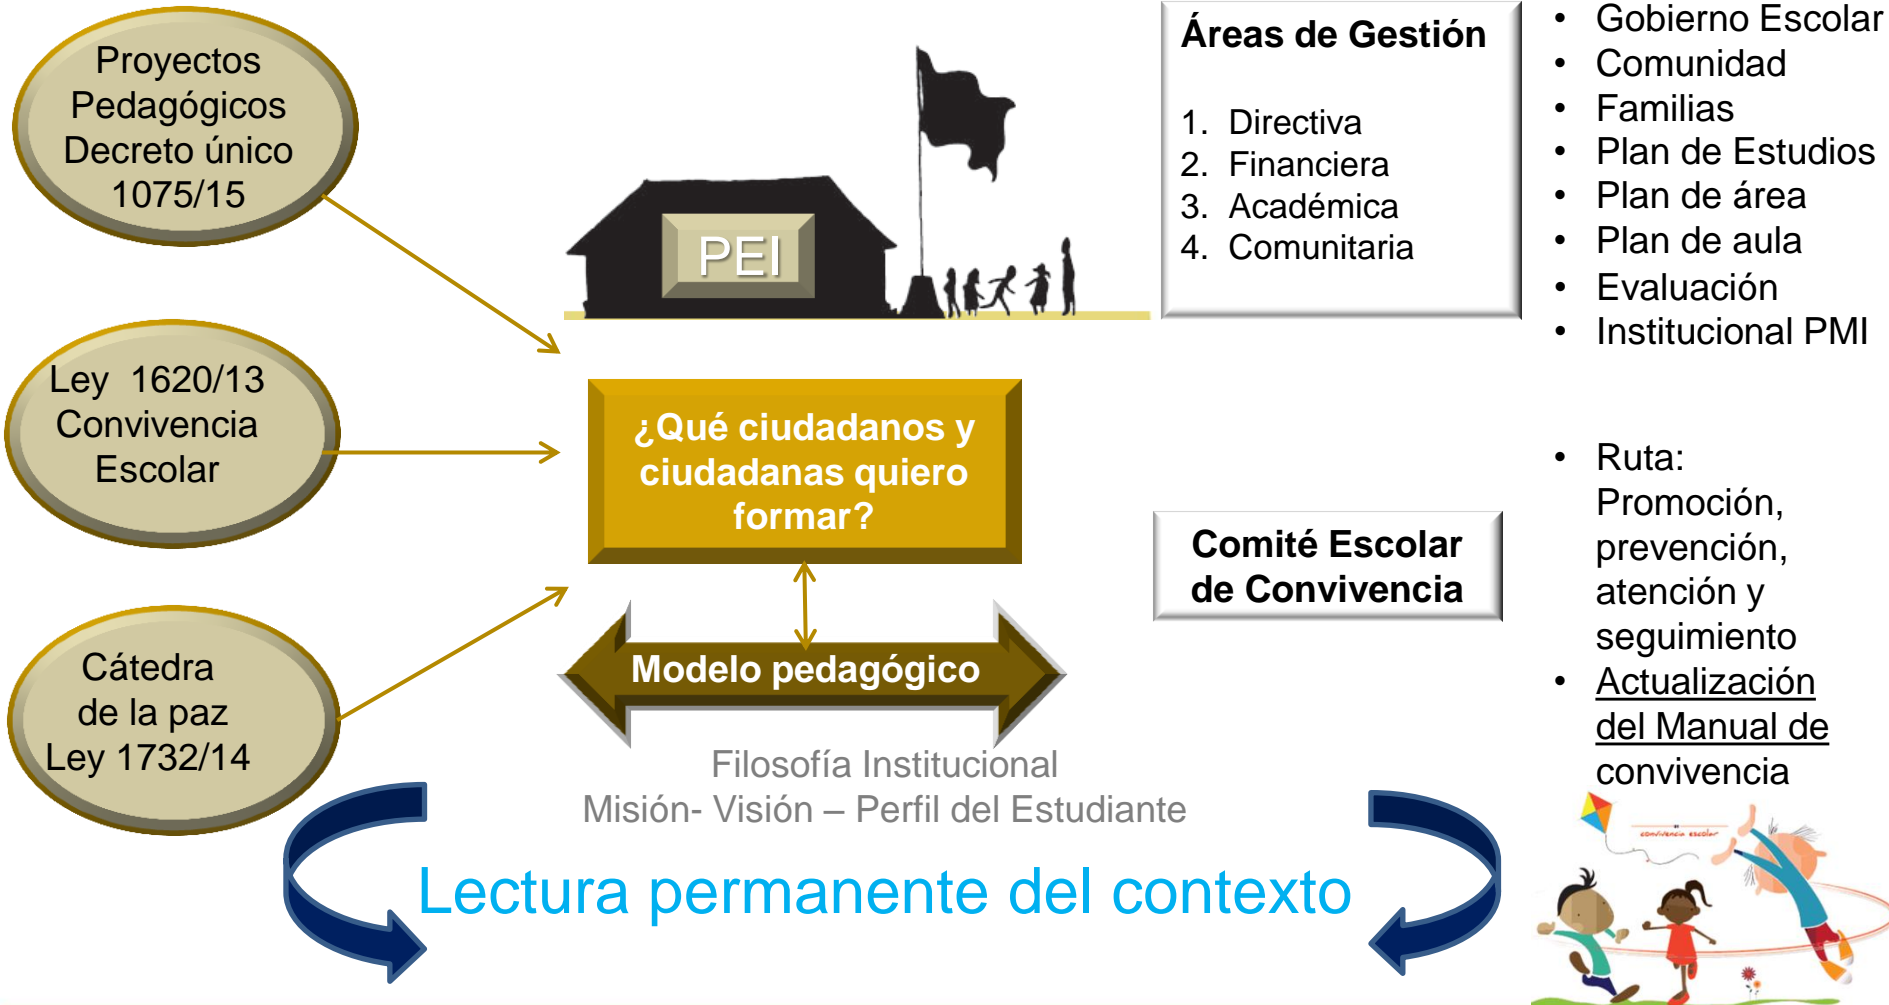 Proyectos
Pedagógicos
Decreto único
1075/15
Ley 1620/13
Convivencia
Escolar
Cátedra
de la paz
Ley 1732/14
PEI
¿Qué ciudadanos y
ciudadanas quiero
formar?
Modelo pedagógico
Filosofía Institucional
Misión- Visión – Perfil del Estudiante
Lectura permanente del contexto
Áreas de Gestión
1. Directiva
2. Financiera
3. Académica
4. Comunitaria
Comité Escolar
de Convivencia
• Gobierno Escolar
• Comunidad
• Familias
• Plan de Estudios
• Plan de área
• Plan de aula
• Evaluación
• Institucional PMI
• Ruta:
Promoción,
prevención,
atención y
seguimiento
• Actualización
del Manual de
convivencia
convivencia escolar